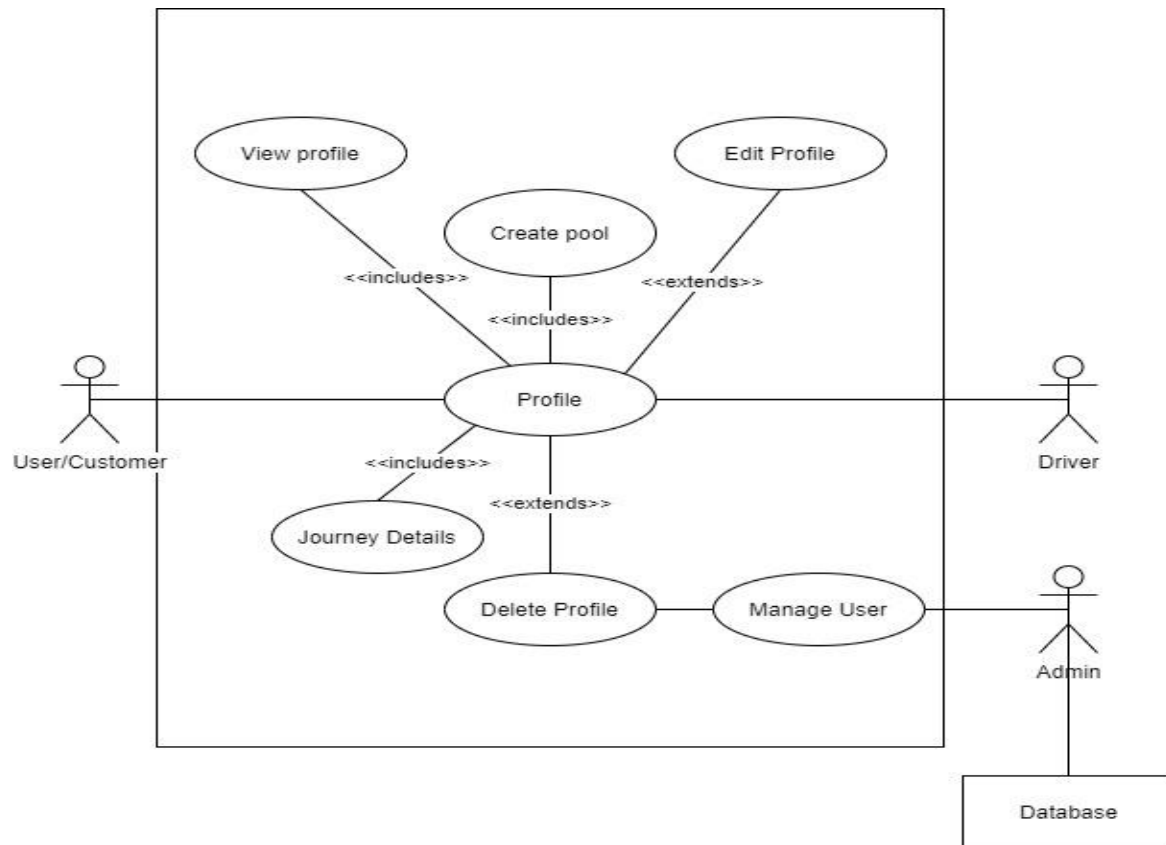 View profile
Edit Profile
Create pool
<<includes>>
<<extends>>
<<includes>>
Profile
User/Customer
Driver
<<includes>>
<<extends>>
Journey Details
Delete Profile
Manage User
Admin
Database